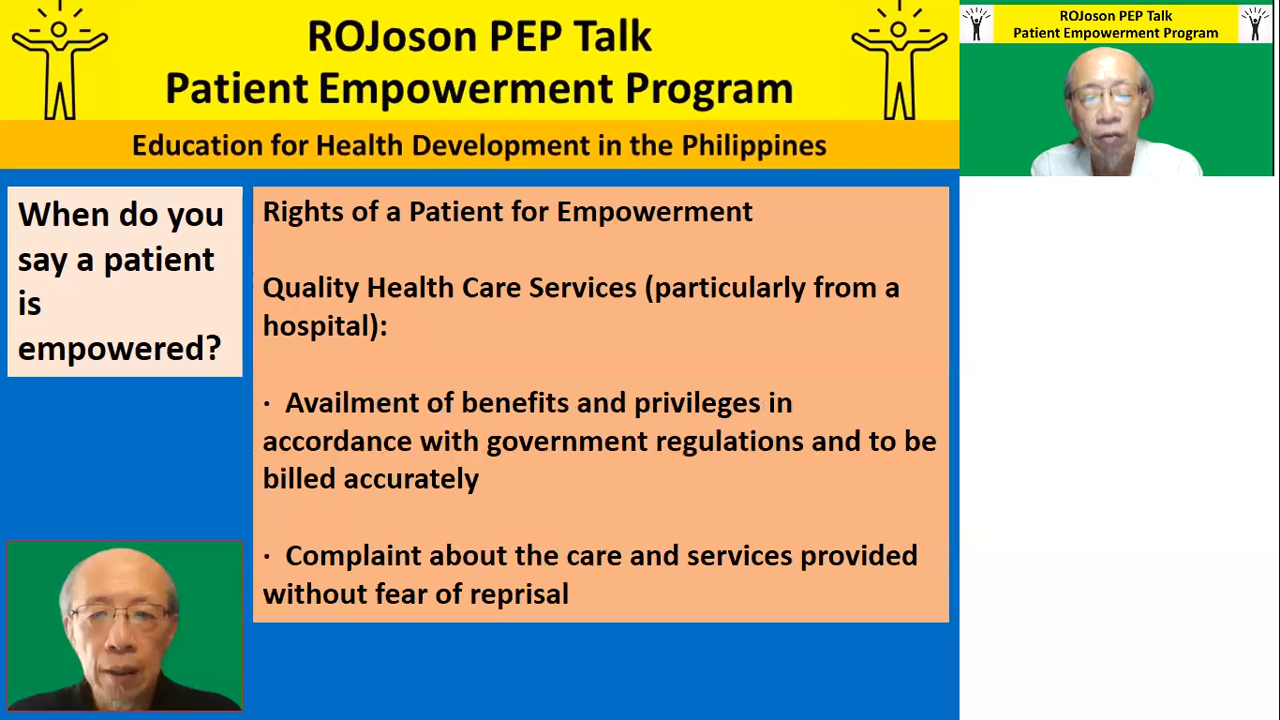 ROJoson PEP Talk
Patient Empowerment Program
Education for Health Development in the Philippines
When do you
say a patient
is
empowered?
Rights of a Patient for Empowerment
Quality Health Care Services (particularly from a
hospital):
· Availment of benefits and privileges in
accordance with government regulations and to be
billed accurately
· Complaint about the care and services provided
without fear of reprisal
ROJoson PEP Talk
Patient Empowerment Program